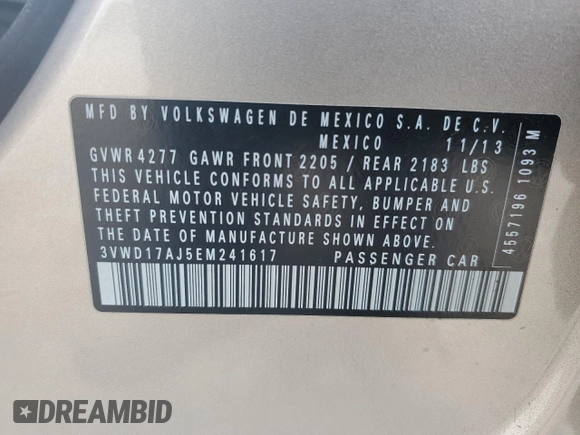 MFD BY VOLKSWAGEN DE MEXICO S.A. DE C.V.
MEXICO 11/13
GVWR 4277 GAWR FRONT 2205 / REAR 2183 LBS
THIS VEHICLE CONFORMS TO ALL APPLICABLE U.S.
FEDERAL MOTOR VEHICLE SAFETY, BUMPER AND
THEFT PREVENTION STANDARDS IN EFFECT ON
THE DATE OF MANUFACTURE SHOWN ABOVE.
3VWD17AJ5EM241617 PASSENGER CAR
4557196 1093M
DREAMBID